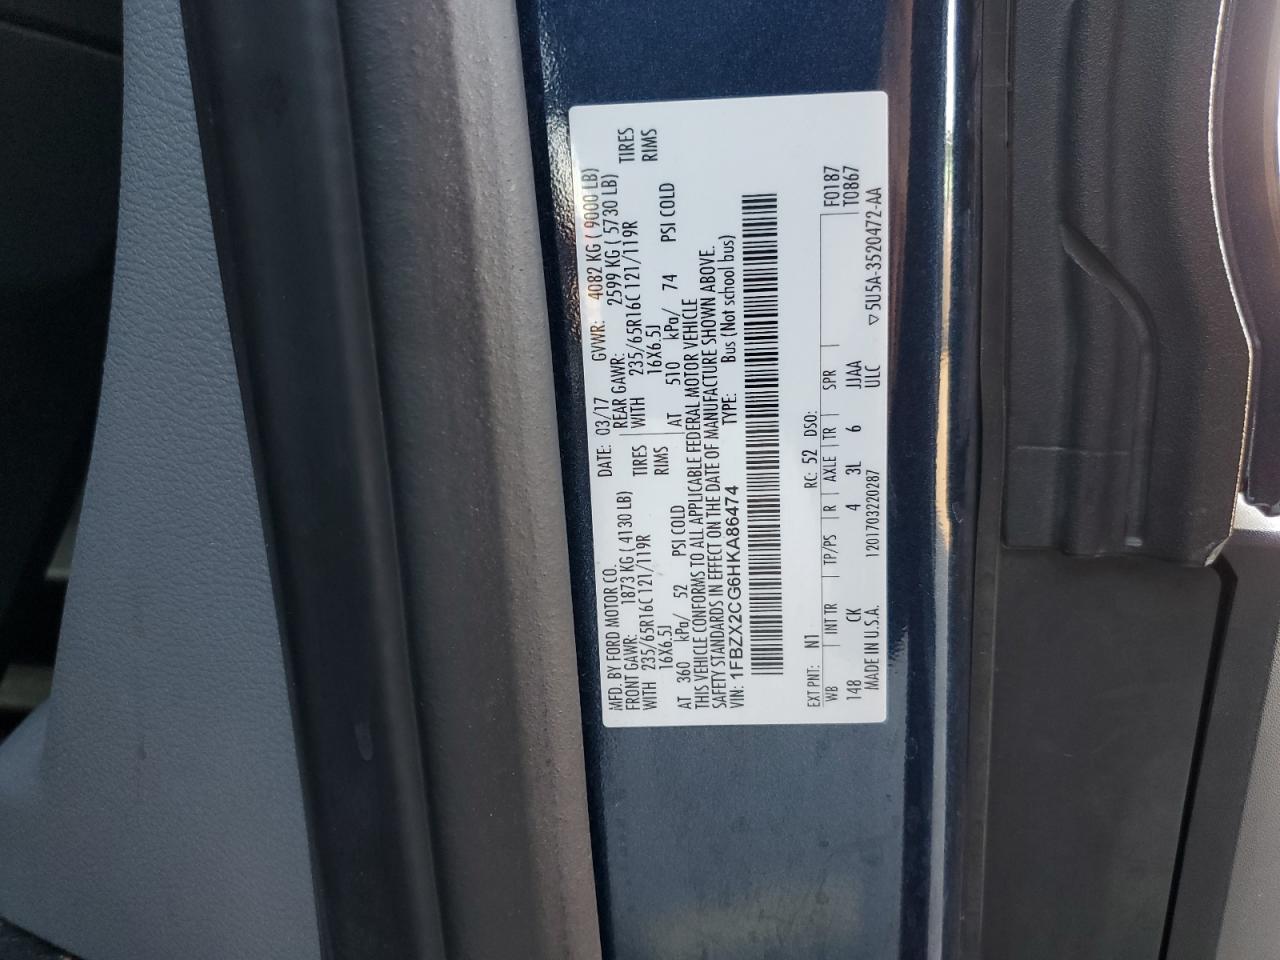 MFD. BY FORD MOTOR CO.
DATE: 03/17 GVWR: 4082 KG ( 9000 LB)
FRONT GAWR: 1873 KG ( 4130 LB) REAR GAWR: 2599 KG ( 5730 LB)
WITH 235/65R16C 121/119R TIRES WITH 235/65R16C 121/119R TIRES
16X6.5J RIMS 16X6.5J RIMS
AT 360 kPa/ 52 PSI COLD AT 510 kPa/ 74 PSI COLD
THIS VEHICLE CONFORMS TO ALL APPLICABLE FEDERAL MOTOR VEHICLE
SAFETY STANDARDS IN EFFECT ON THE DATE OF MANUFACTURE SHOWN ABOVE.
VIN: 1FBZX2CG6HKA86474 TYPE: Bus (Not school bus)
EXT PNT: N1 RC: 52 DSO:
WB INT TR TP/PS R AXLE TR SPR F0187
148 CK 4 3L 6 JJAA T0867
MADE IN U.S.A. 1201703220287 ULC ▽5U5A-3520472-AA